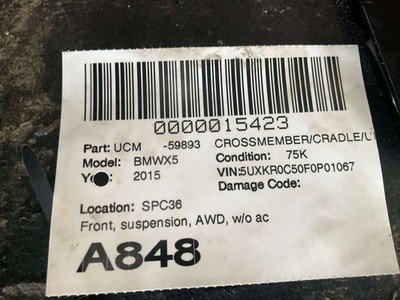 0000015423
Part: UCM -59893 CROSSMEMBER/CRADLE/U
Model: BMWX5 Condition: 75K
2015 VIN:5UXKR0C50F0P01067
Damage Code:
Location: SPC36
Front, suspension, AWD, w/o ac
A848